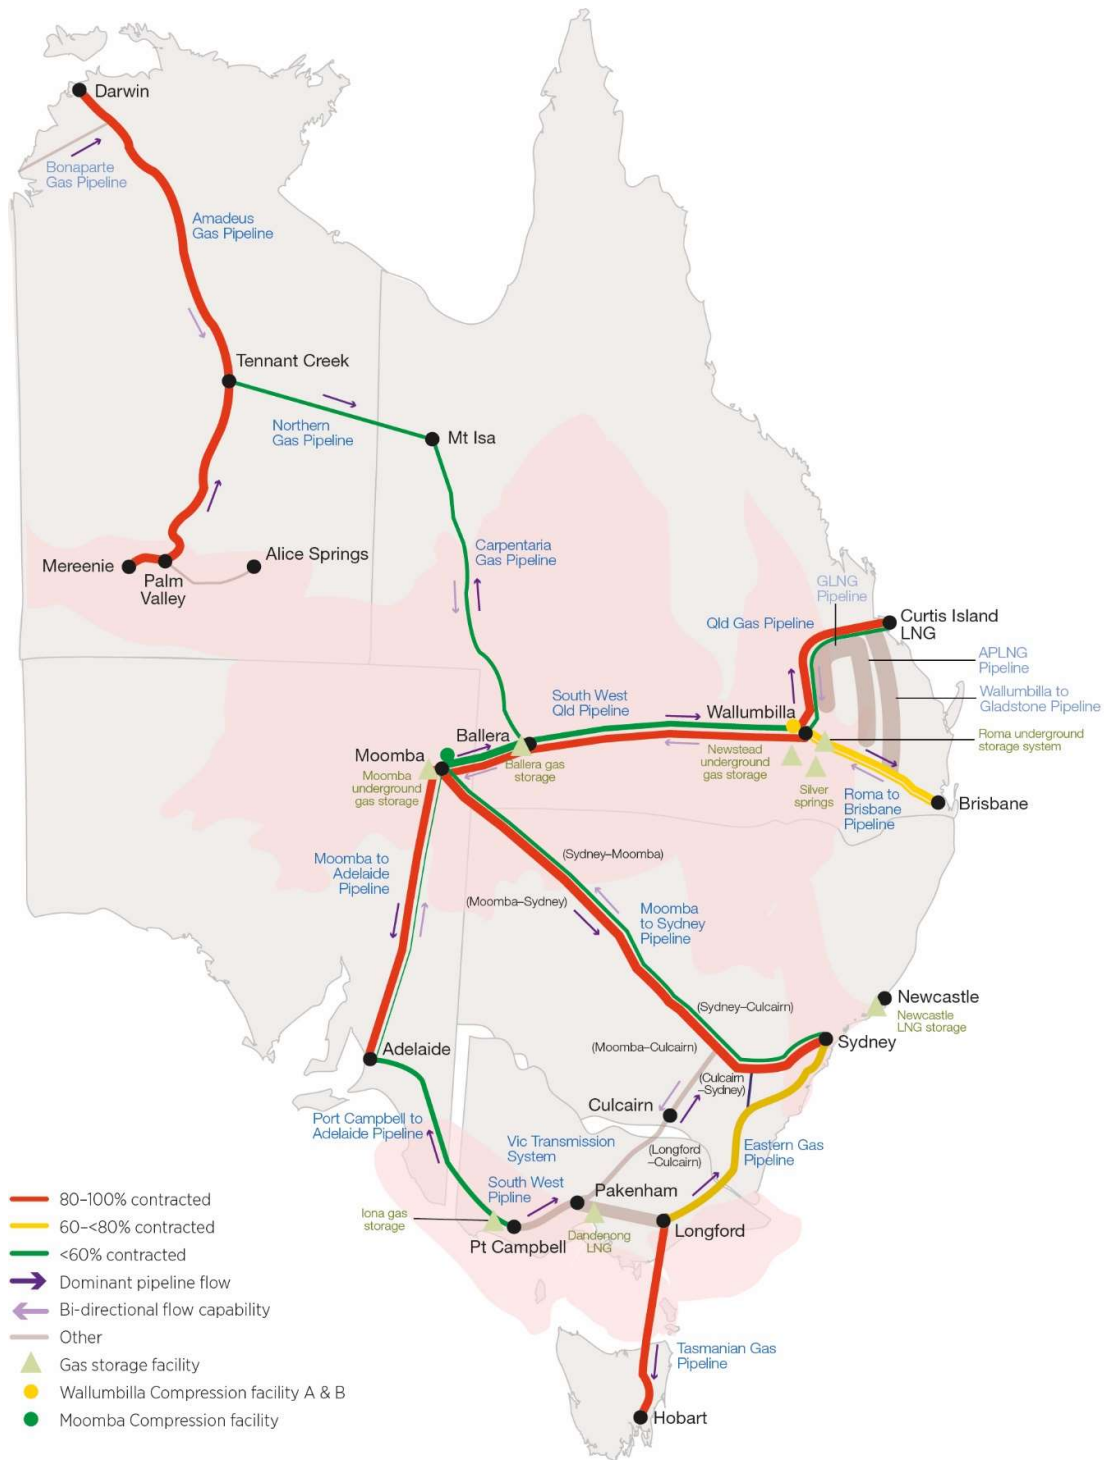 Darwin
Bonaparte
Gas Pipeline
Amadeus
Gas Pipeline
Tennant Creek
Northern
Gas Pipeline
Mt Isa
Carpentaria
Gas Pipeline
Mereenie
Palm
Valley
Alice Springs
GLNG
Pipeline
Qld Gas Pipeline
Curtis Island
LNG
APLNG
Pipeline
Wallumbilla to
Gladstone Pipeline
South West
Qld Pipeline
Wallumbilla
Roma underground
storage system
Ballera
Ballera gas
storage
Newstead
underground
gas storage
Silver
springs
Moomba
Moomba
underground
gas storage
Roma to
Brisbane
Pipeline
Brisbane
Moomba to
Adelaide
Pipeline
(Sydney–Moomba)
(Moomba–Sydney)
Moomba
to Sydney
Pipeline
Newcastle
Newcastle
LNG storage
(Sydney–Culcairn)
Sydney
(Moomba–Culcairn)
Adelaide
(Culcairn
–Sydney)
Culcairn
Port Campbell to
Adelaide Pipeline
Vic Transmission
System
(Longford
–Culcairn)
Eastern Gas
Pipeline
South West
Pipline
Pakenham
Iona gas
storage
Pt Campbell
Dandenong
LNG
Longford
Tasmanian Gas
Pipeline
Hobart
80–100% contracted
60–<80% contracted
<60% contracted
Dominant pipeline flow
Bi-directional flow capability
Other
Gas storage facility
Wallumbilla Compression facility A & B
Moomba Compression facility